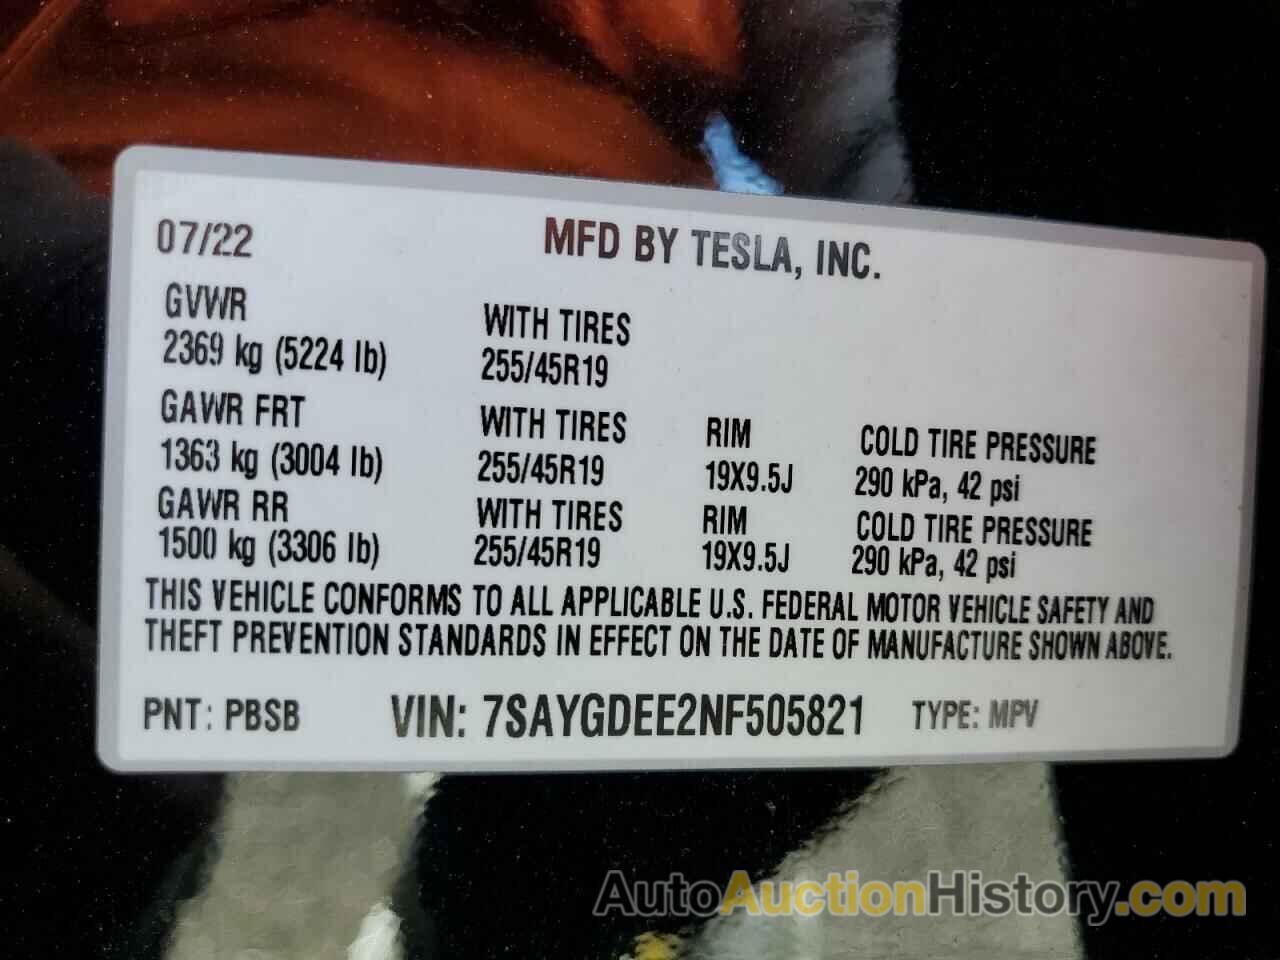 07/22 MFD BY TESLA, INC.
GVWR
2369 kg (5224 lb)
WITH TIRES
255/45R19
GAWR FRT
1363 kg (3004 lb)
WITH TIRES
255/45R19
RIM
19X9.5J
COLD TIRE PRESSURE
290 kPa, 42 psi
GAWR RR
1500 kg (3306 lb)
WITH TIRES
255/45R19
RIM
19X9.5J
COLD TIRE PRESSURE
290 kPa, 42 psi
THIS VEHICLE CONFORMS TO ALL APPLICABLE U.S. FEDERAL MOTOR VEHICLE SAFETY AND
THEFT PREVENTION STANDARDS IN EFFECT ON THE DATE OF MANUFACTURE SHOWN ABOVE.
PNT: PBSB VIN: 7SAYGDEE2NF505821 TYPE: MPV
AutoAuctionHistory.com